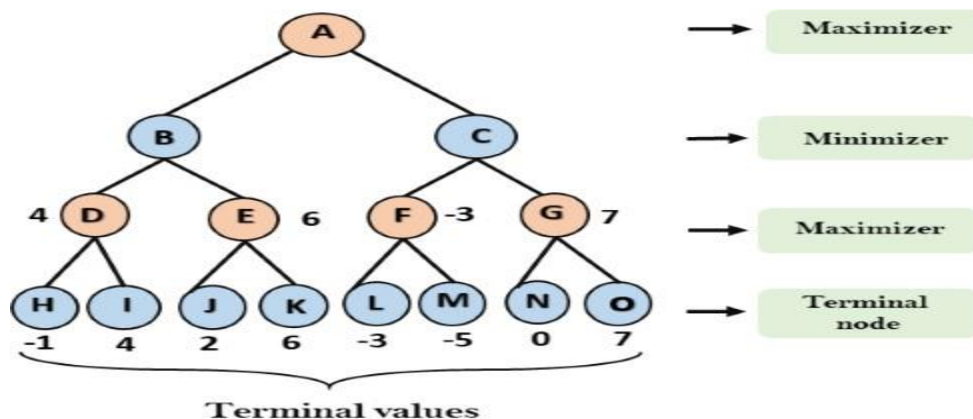 A
Maximizer
B C
Minimizer
4 D E 6 F -3 G 7
Maximizer
H I J K L M N O
Terminal
node
-1 4 2 6 -3 -5 0 7
Terminal values